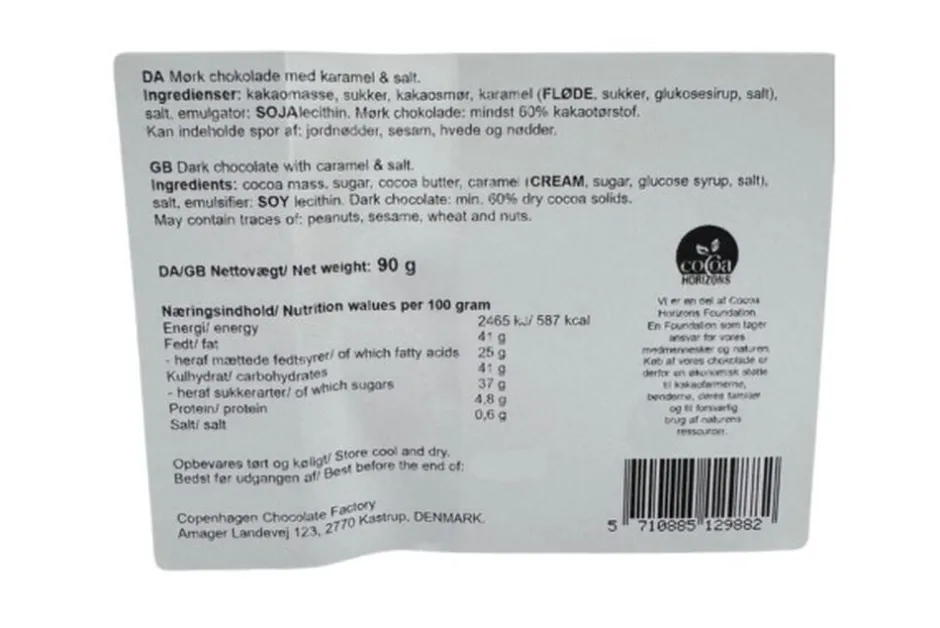 DA Mørk chokolade med karamel & salt.
Ingredienser: kakaomasse, sukker, kakaosmør, karamel (FLØDE, sukker, glukosesirup, salt),
salt, emulgator: SOJAlecithin. Mørk chokolade: mindst 60% kakaotørstof.
Kan indeholde spor af: jordnødder, sesam, hvede og nødder.
GB Dark chocolate with caramel & salt.
Ingredients: cocoa mass, sugar, cocoa butter, caramel (CREAM, sugar, glucose syrup, salt),
salt, emulsifier: SOY lecithin. Dark chocolate: min. 60% dry cocoa solids.
May contain traces of: peanuts, sesame, wheat and nuts.
DA/GB Nettovægt/ Net weight: 90 g
Næringsindhold/ Nutrition walues per 100 gram
Energi/ energy 2465 kJ/ 587 kcal
Fedt/ fat 41 g
- heraf mættede fedtsyrer/ of which fatty acids 25 g
Kulhydrat/ carbohydrates 41 g
- heraf sukkerarter/ of which sugars 37 g
Protein/ protein 4,8 g
Salt/ salt 0,6 g
Opbevares tørt og køligt/ Store cool and dry.
Bedst før udgangen af/ Best before the end of:
Copenhagen Chocolate Factory
Amager Landevej 123, 2770 Kastrup, DENMARK.
cocoa
HORIZONS
Vi er en del af Cocoa
Horizons Foundation.
En Foundation som tager
ansvar for vores
medmennesker og naturen.
Køb af vores chokolade er
derfor en økonomisk støtte
til kakaofarmerne,
bønderne, deres familier
og til forsvarlig
brug af naturens
ressourcer.
5 710885 129882